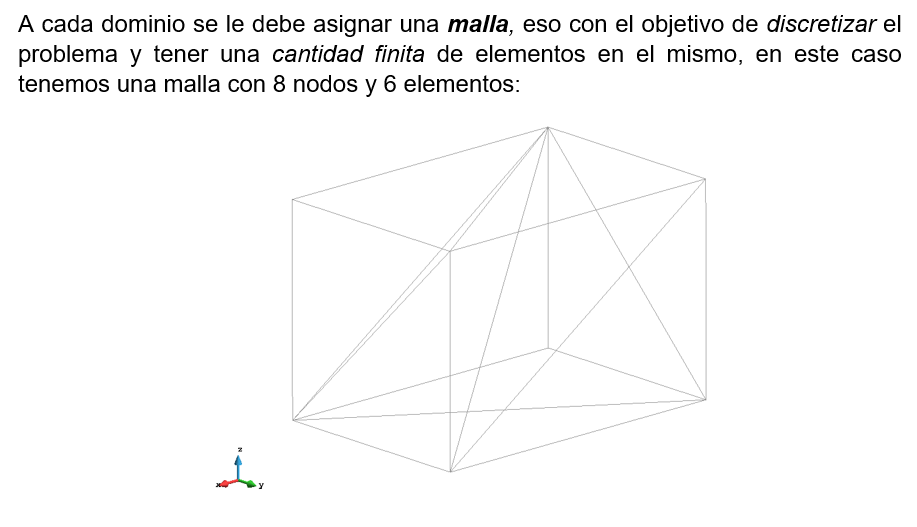 A cada dominio se le debe asignar una malla, eso con el objetivo de discretizar el
problema y tener una cantidad finita de elementos en el mismo, en este caso
tenemos una malla con 8 nodos y 6 elementos:
z
x
y